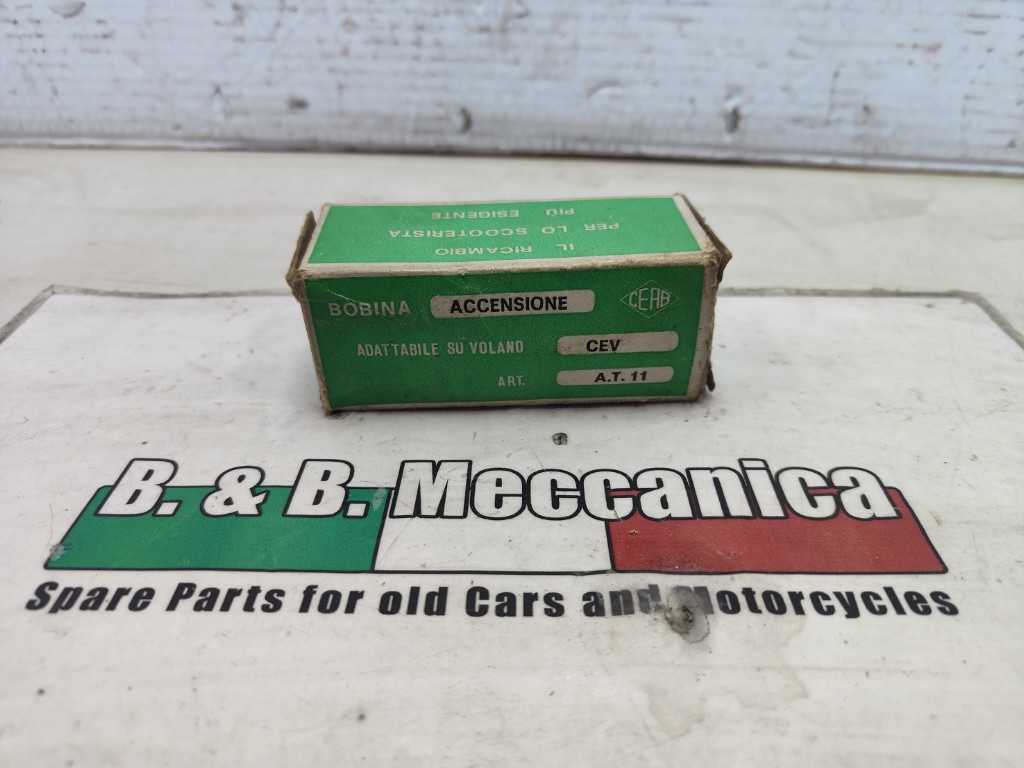 IL RICAMBIO
PER LO SCOOTERISTA
PIÙ ESIGENTE
BOBINA ACCENSIONE
CEAB
ADATTABILE SU VOLANO CEV
ART. A.T. 11
B. & B. Meccanica
Spare Parts for old Cars and Motorcycles